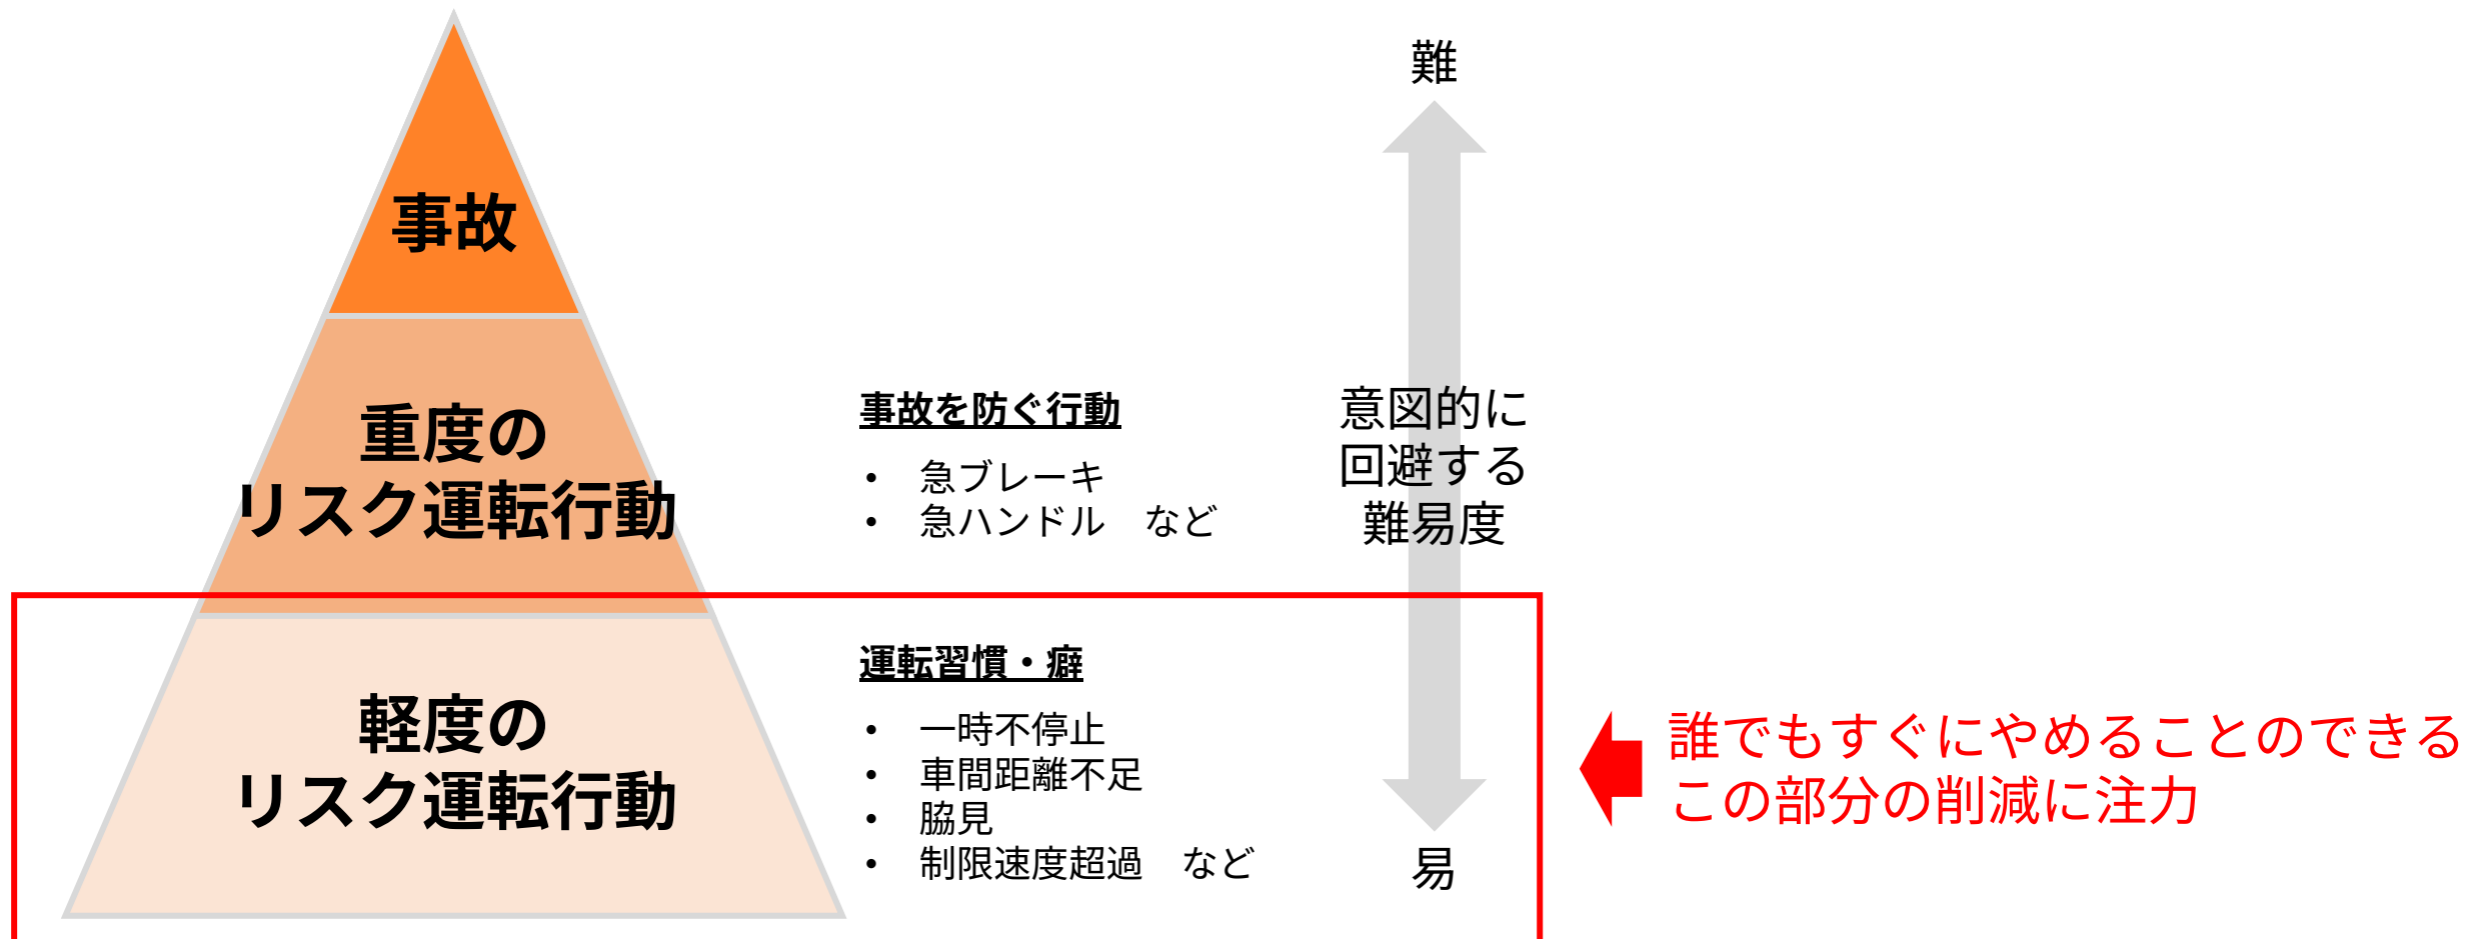 事故
重度の
リスク運転行動
軽度の
リスク運転行動
事故を防ぐ行動
• 急ブレーキ
• 急ハンドル　など
運転習慣・癖
• 一時不停止
• 車間距離不足
• 脇見
• 制限速度超過　など
難
意図的に
回避する
難易度
易
誰でもすぐにやめることのできる
この部分の削減に注力